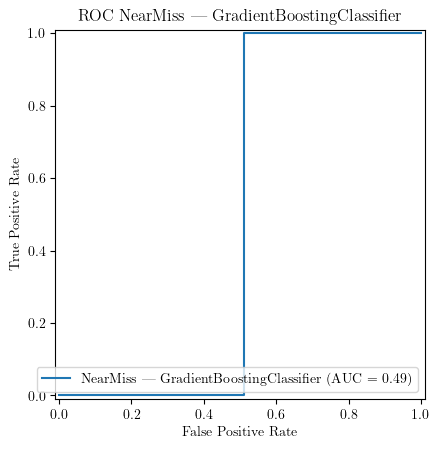 ROC NearMiss — GradientBoostingClassifier
1.0
0.8
0.6
0.4
0.2
0.0
True Positive Rate
NearMiss — GradientBoostingClassifier (AUC = 0.49)
0.0 0.2 0.4 0.6 0.8 1.0
False Positive Rate